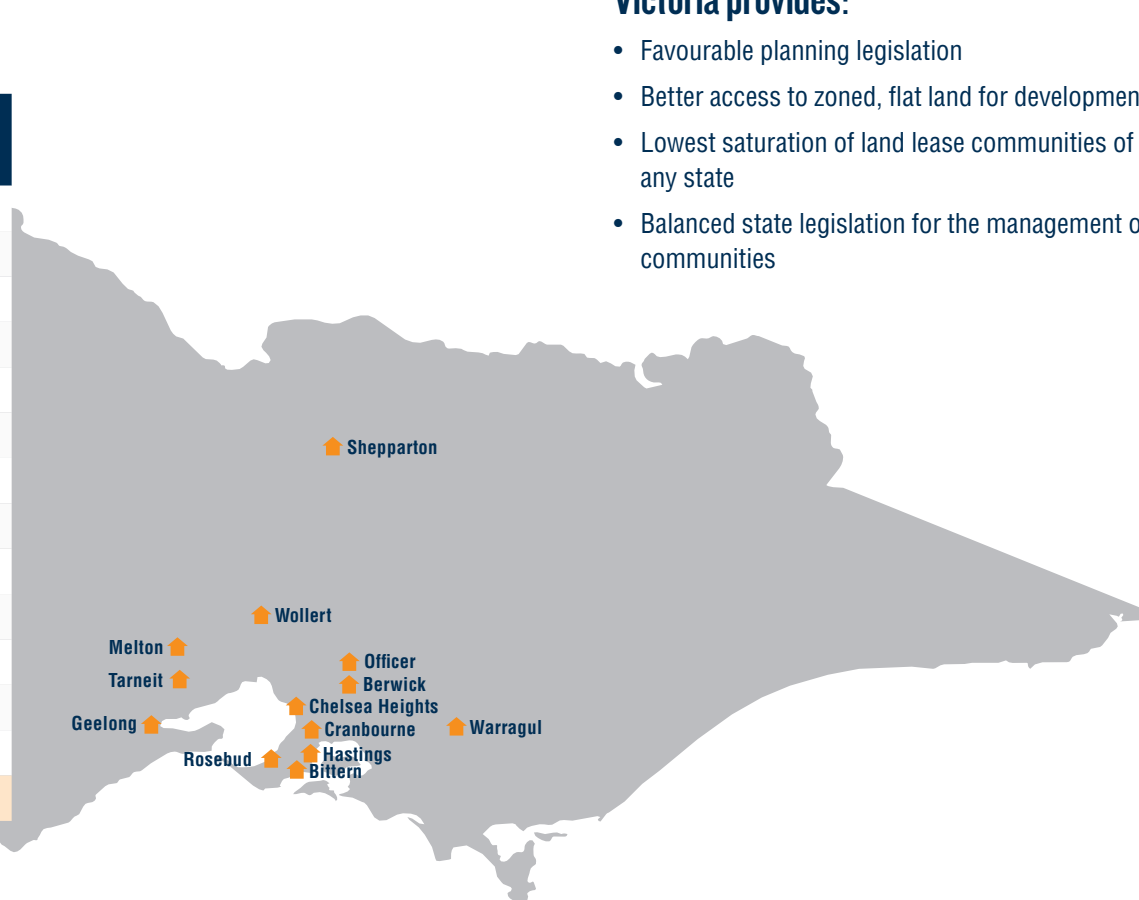 Victoria provides:
• Favourable planning legislation
• Better access to zoned, flat land for developmen
• Lowest saturation of land lease communities of
any state
• Balanced state legislation for the management o
communities
Shepparton
Wollert
Melton
Officer
Tarneit
Berwick
Chelsea Heights
Geelong
Cranbourne
Warragul
Hastings
Rosebud
Bittern